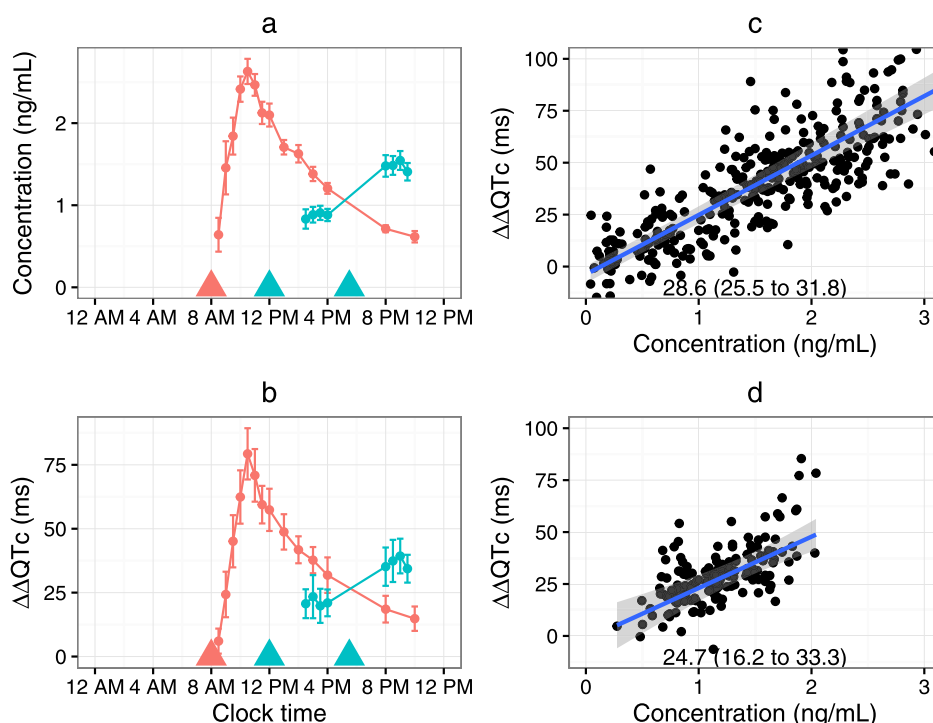 a
Concentration (ng/mL)
2
1
0
12 AM 4 AM 8 AM 12 PM 4 PM 8 PM 12 PM
c
ΔΔQTc (ms)
100
75
50
25
0
28.6 (25.5 to 31.8)
0 1 2 3
Concentration (ng/mL)
b
ΔΔQTc (ms)
75
50
25
0
12 AM 4 AM 8 AM 12 PM 4 PM 8 PM 12 PM
Clock time
d
ΔΔQTc (ms)
100
75
50
25
0
24.7 (16.2 to 33.3)
0 1 2 3
Concentration (ng/mL)